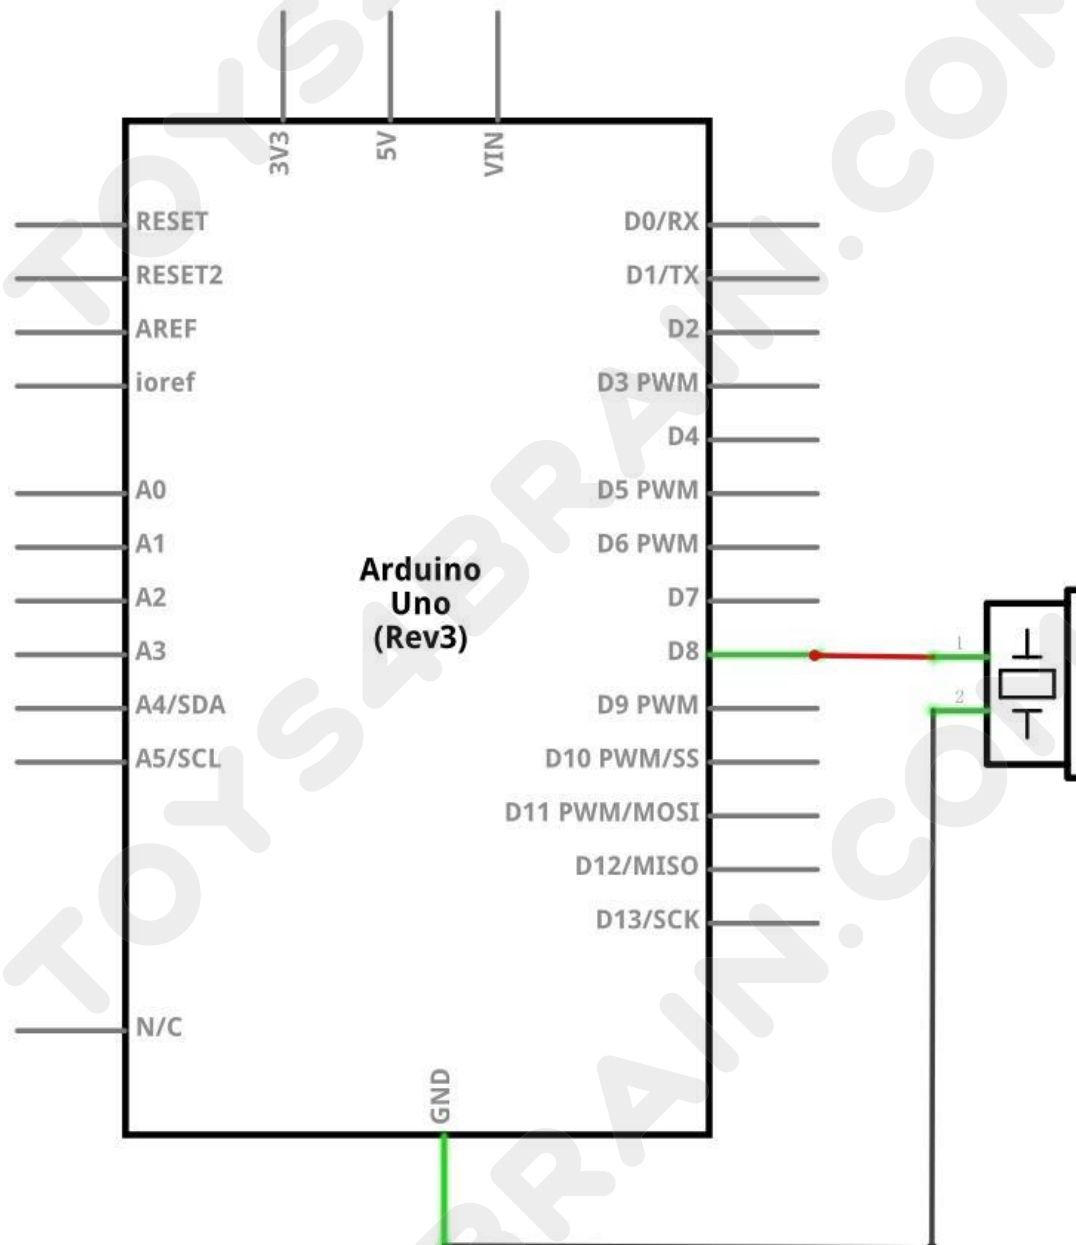 3V3 5V VIN
RESET D0/RX
RESET2 D1/TX
AREF D2
ioref D3 PWM
D4
A0 D5 PWM
A1 D6 PWM
Arduino
Uno
(Rev3)
A2 D7
A3 D8 1
A4/SDA D9 PWM 2
A5/SCL D10 PWM/SS
D11 PWM/MOSI
D12/MISO
D13/SCK
N/C
GND
TOYS4BRAIN.COM